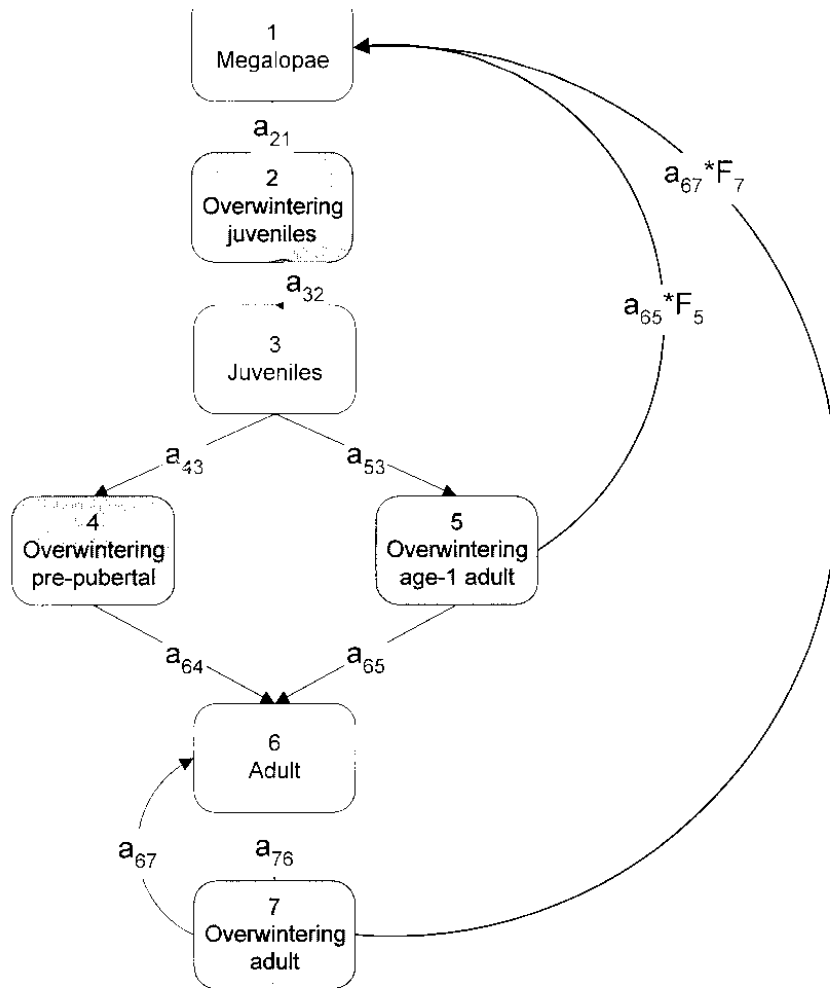 1
Megalopae
a₂₁
2
Overwintering
juveniles
a₃₂
3
Juveniles
a₄₃
a₅₃
4
Overwintering
pre-pubertal
5
Overwintering
age-1 adult
a₆₄
a₆₅
6
Adult
a₆₇
a₇₆
7
Overwintering
adult
a₆₅*F₅
a₆₇*F₇